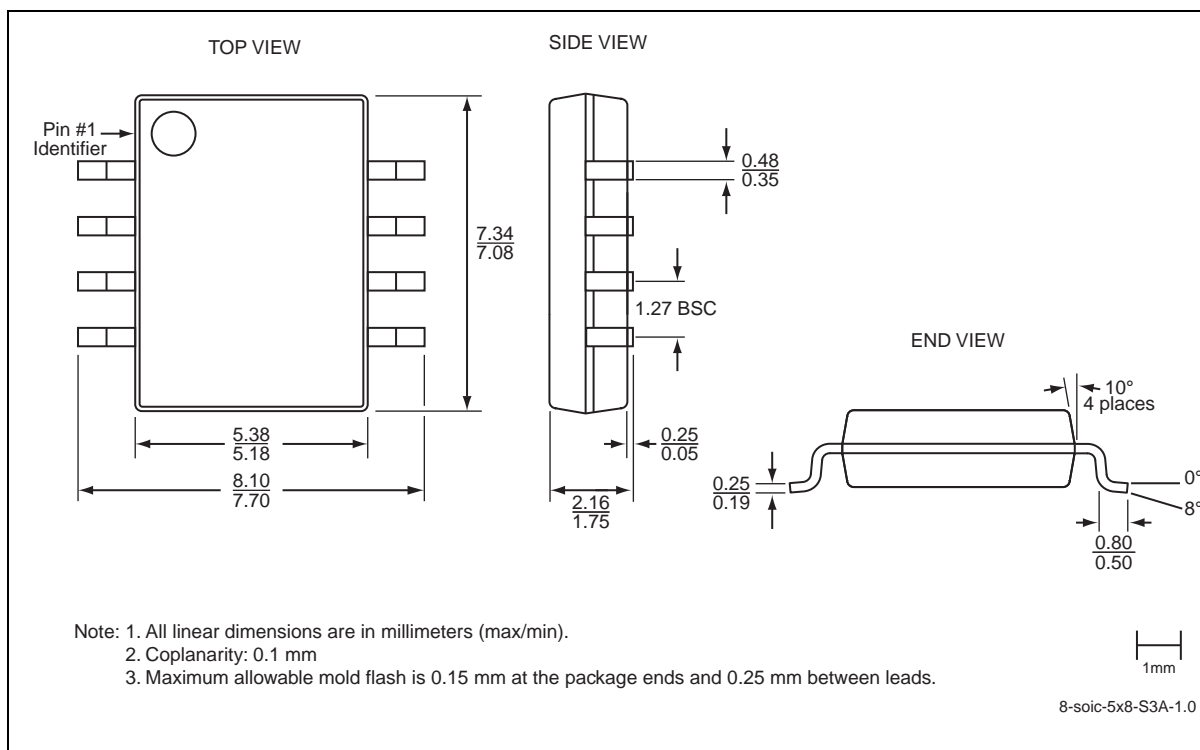 TOP VIEW
SIDE VIEW
Pin #1
Identifier
0.48
0.35
7.34
7.08
1.27 BSC
END VIEW
10°
4 places
5.38
5.18
0.25
0.05
8.10
7.70
2.16
1.75
0.25
0.19
0°
8°
0.80
0.50
Note: 1. All linear dimensions are in millimeters (max/min).
2. Coplanarity: 0.1 mm
3. Maximum allowable mold flash is 0.15 mm at the package ends and 0.25 mm between leads.
1mm
8-soic-5x8-S3A-1.0